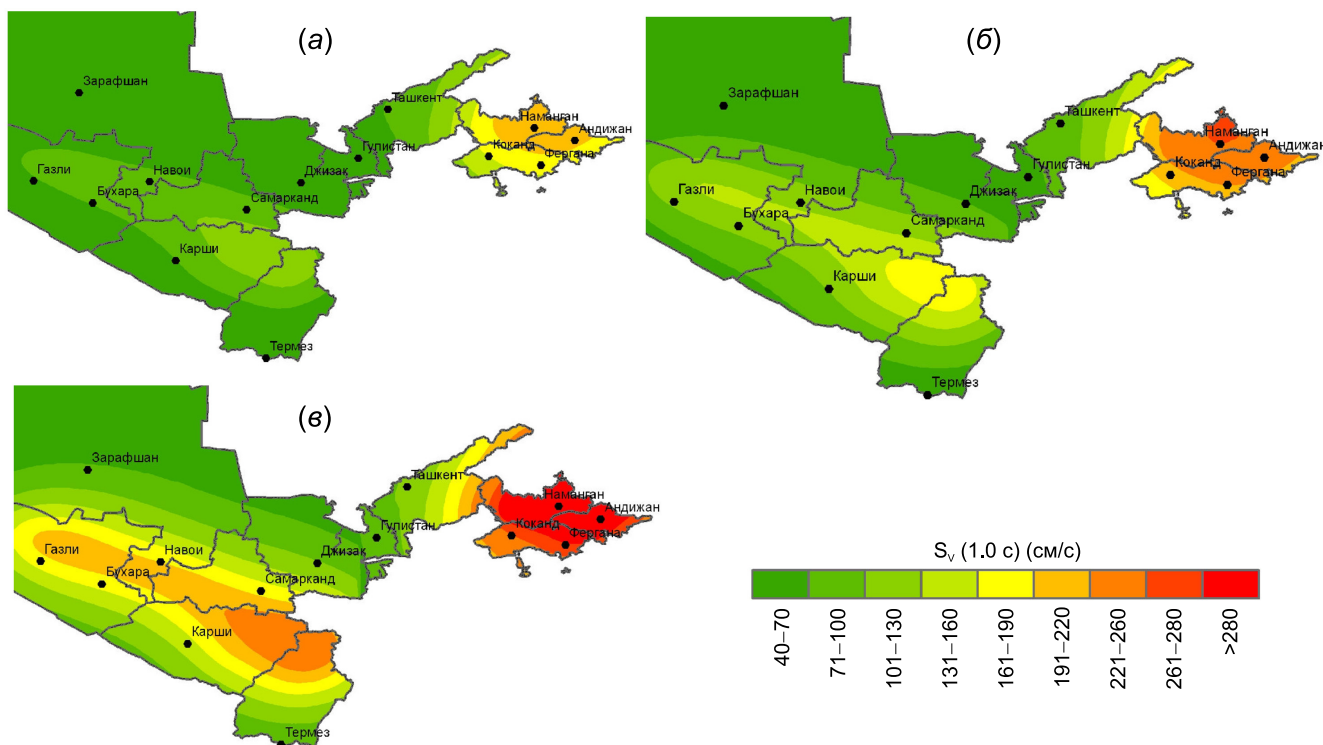 (а)
Зарафшан
Ташкент
Наманган
Андижан
Коканд
Фергана
Гулистан
Джизак
Газли
Навои
Бухара
Самарканд
Карши
Термез
(б)
Зарафшан
Ташкент
Наманган
Андижан
Коканд
Фергана
Гулистан
Джизак
Газли
Навои
Бухара
Самарканд
Карши
Термез
(в)
Зарафшан
Ташкент
Наманган
Андижан
Коканд
Фергана
Гулистан
Джизак
Газли
Навои
Бухара
Самарканд
Карши
Термез
Sv (1.0 с) (см/с)
40–70
71–100
101–130
131–160
161–190
191–220
221–260
261–280
>280